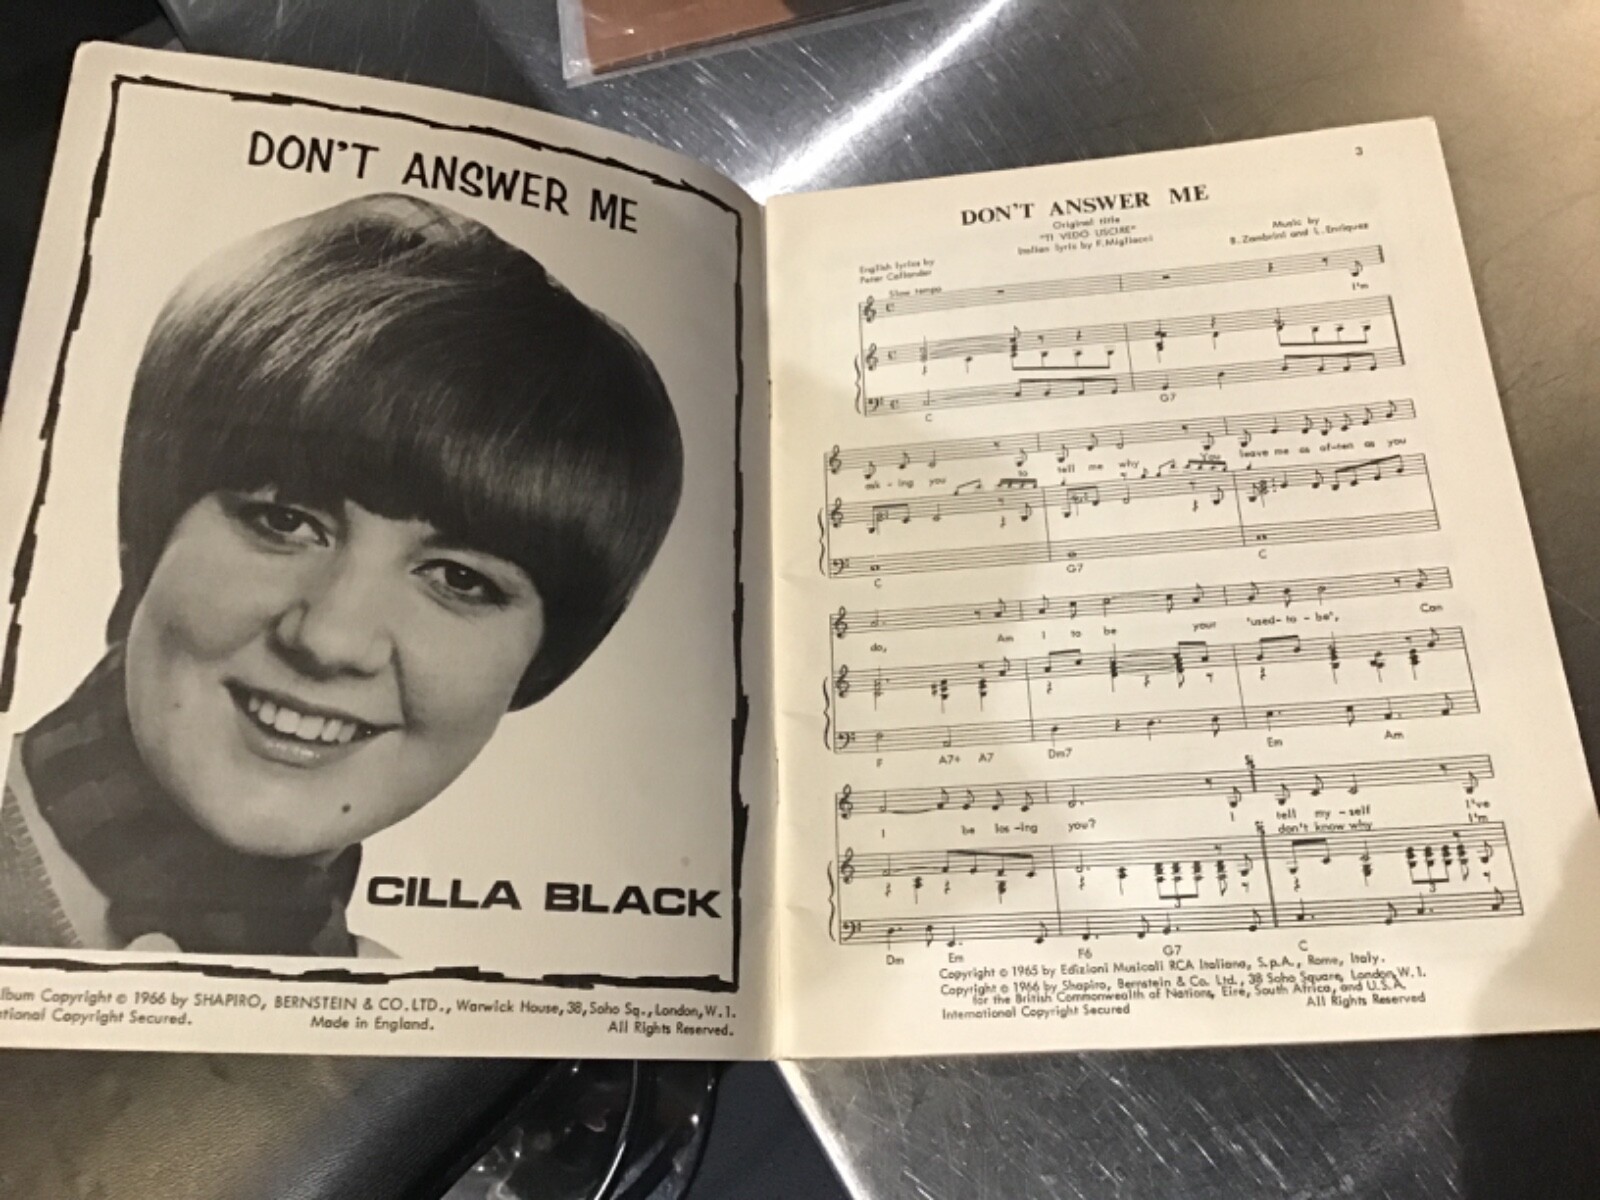 DON'T ANSWER ME
CILLA BLACK
lbum Copyright © 1966 by SHAPIRO, BERNSTEIN & CO. LTD., Warwick House, 38, Soho Sq., London, W.1.
tional Copyright Secured. Made in England. All Rights Reserved.
3
DON'T ANSWER ME
Original title
"TI VEDO USCIRE"
Italian lyric by F. Migliacci
English lyrics by
Peter Callander
Music by
B. Zambrini and L. Enriquez
Slow tempo
I'm
C G7
ask - ing you to tell me why You leave me as of-ten as you
C G7 C
do, Am I to be your 'used- to - be', Can
F A7+ A7 Dm7 Em Am
I be los -ing you? I tell my - self I've
don't know why I'm
3 3
Dm Em F6 G7 C
Copyright © 1965 by Edizioni Musicali RCA Italiana, S.p.A., Rome, Italy.
Copyright © 1966 by Shapiro, Bernstein & Co. Ltd., 38 Soho Square, London, W.1.
for the British Commonwealth of Nations, Eire, South Africa, and U.S.A.
International Copyright Secured All Rights Reserved